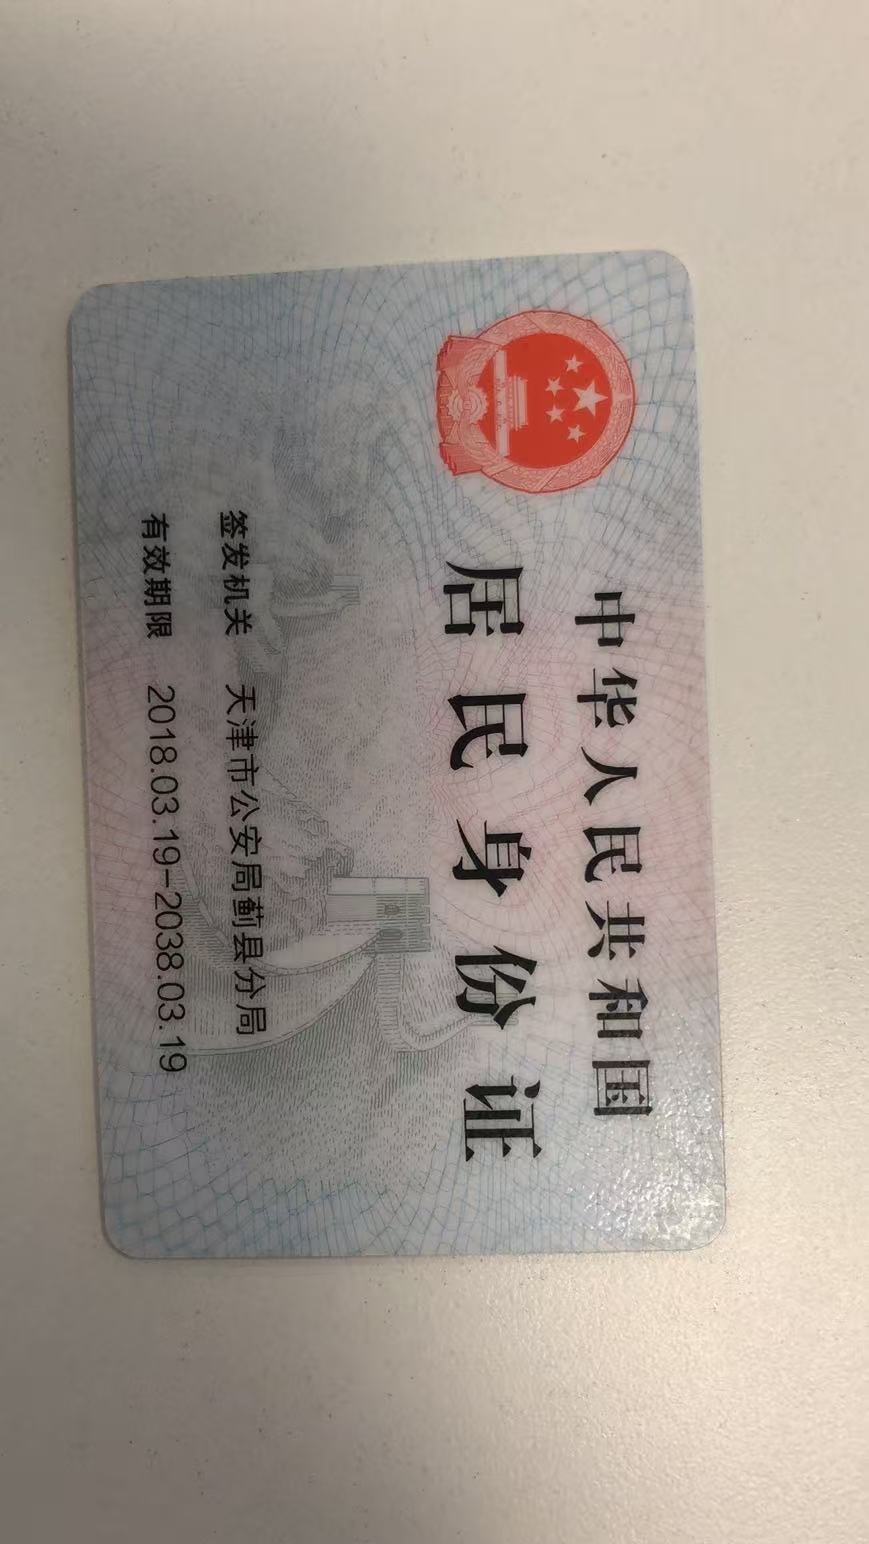 中华人民共和国
居民身份证
签发机关 天津市公安局蓟县分局
有效期限 2018.03.19-2038.03.19